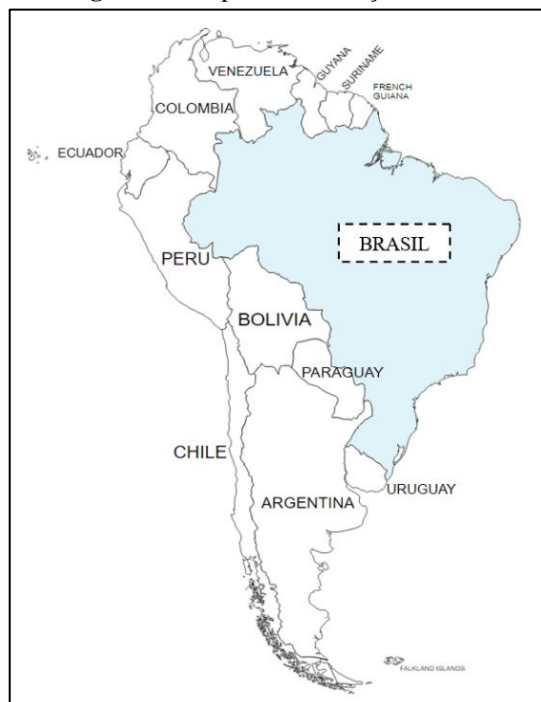 VENEZUELA
GUYANA
SURINAME
FRENCH
GUIANA
COLOMBIA
ECUADOR
BRASIL
PERU
BOLIVIA
PARAGUAY
CHILE
ARGENTINA
URUGUAY
FALKLAND ISLANDS